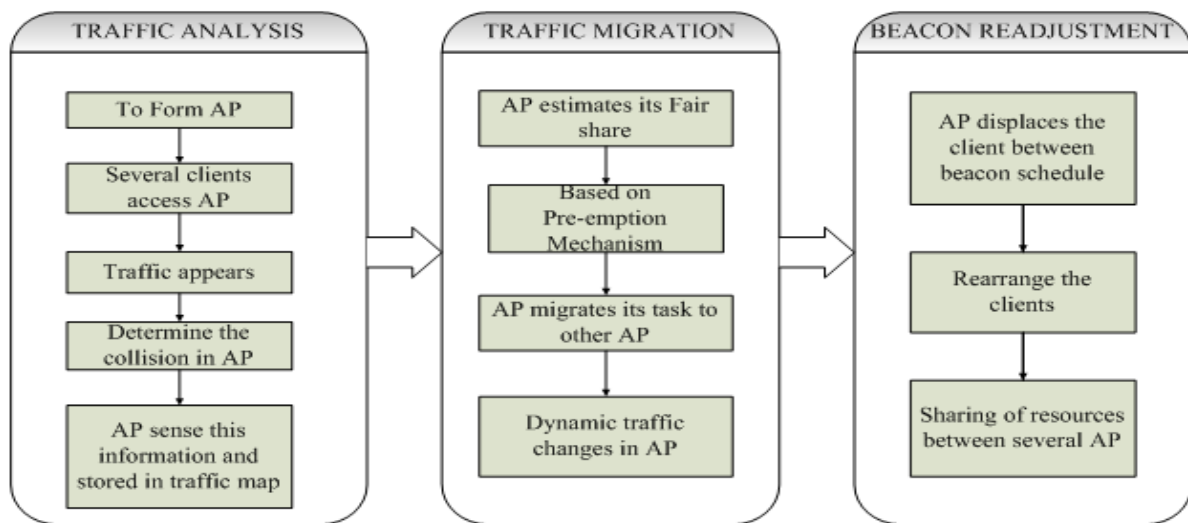 TRAFFIC ANALYSIS
To Form AP
Several clients
access AP
Traffic appears
Determine the
collision in AP
AP sense this
information and
stored in traffic map
TRAFFIC MIGRATION
AP estimates its Fair
share
Based on
Pre-emption
Mechanism
AP migrates its task to
other AP
Dynamic traffic
changes in AP
BEACON READJUSTMENT
AP displaces the
client between
beacon schedule
Rearrange the
clients
Sharing of resources
between several AP